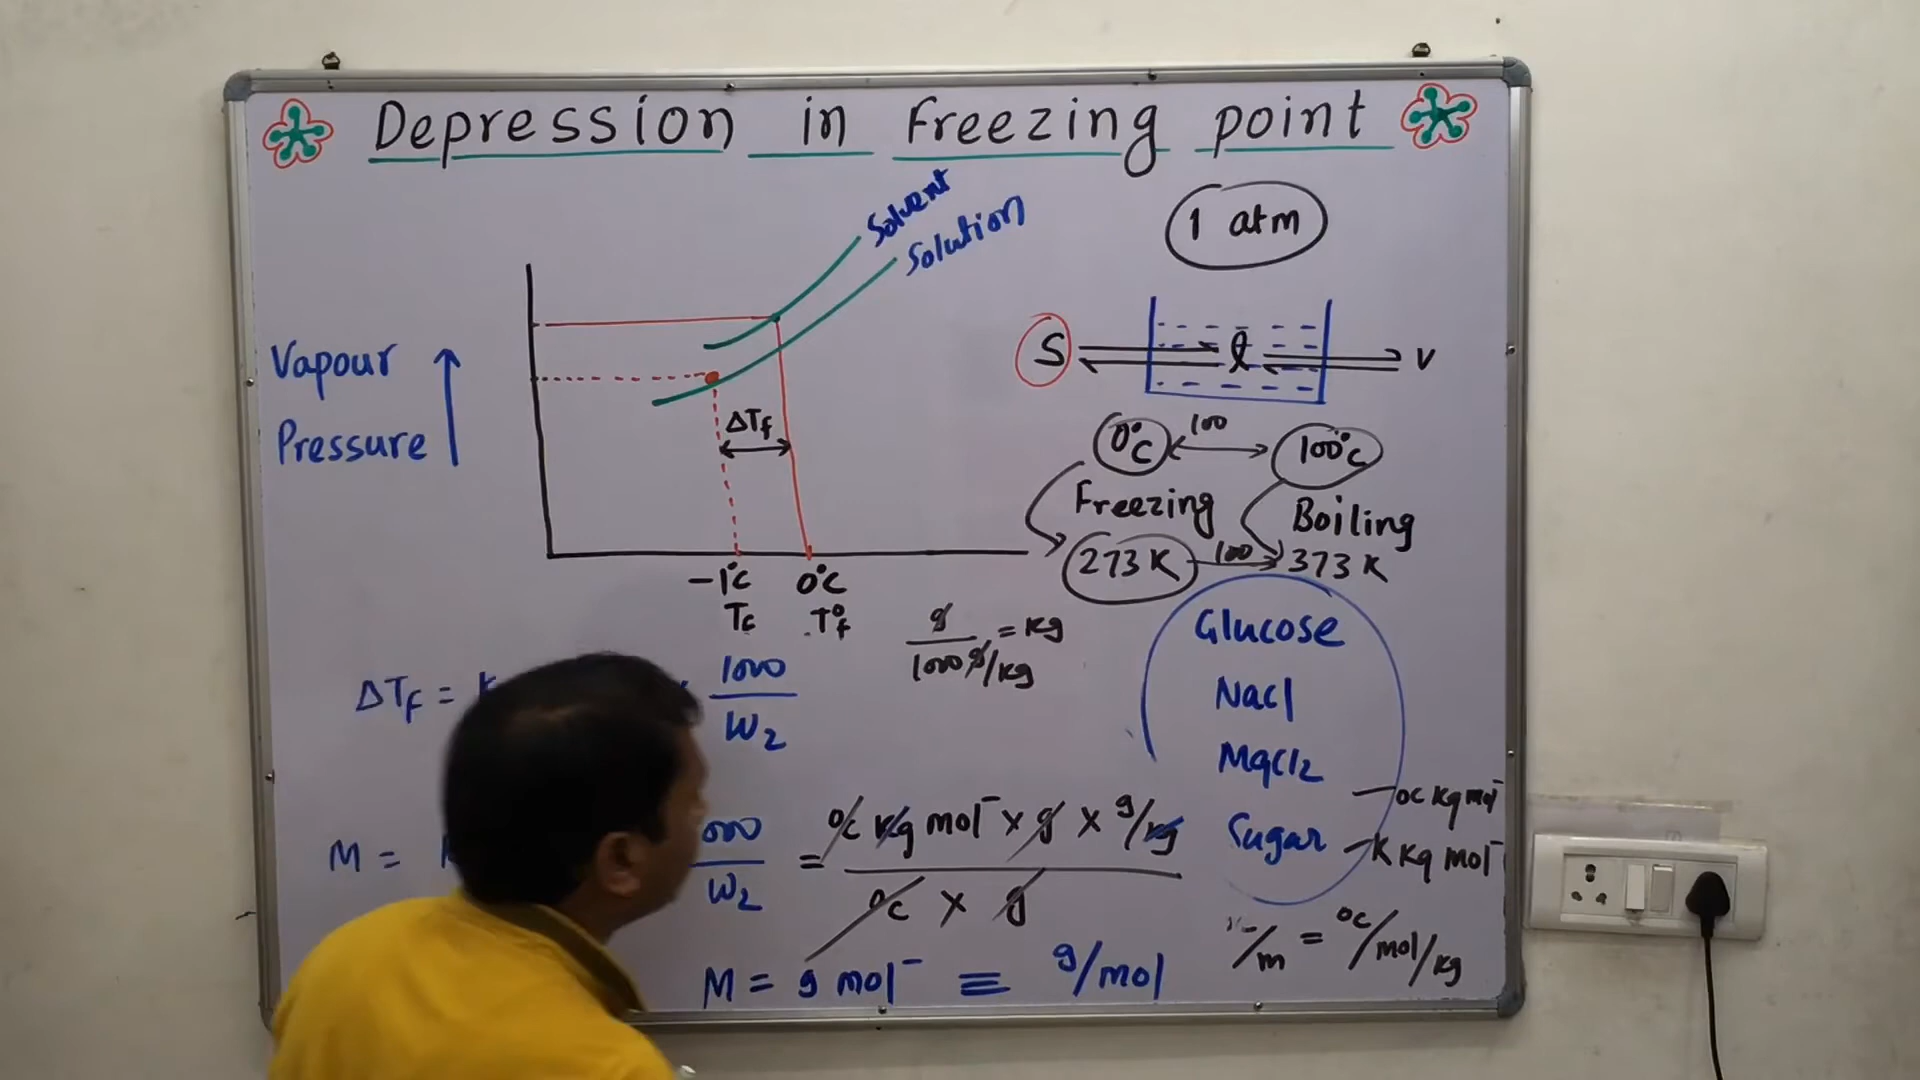 Depression in Freezing point
Solvent
Solution
1 atm
Vapour
Pressure
ΔTf
S
l
v
0°C
100
100°C
Freezing
Boiling
273 K
100
373 K
-1°C
0°C
Tf
T°f
g/1000 g/kg = kg
Glucose
Nacl
Mgcl2
Sugar
°C kg mol⁻
K kg mol⁻
ΔTf =
1000/W2
M =
000/W2
= °C kg mol⁻ x g x g/kg
°C x g
M = g mol⁻ ≡ g/mol
/m = °C/mol/kg